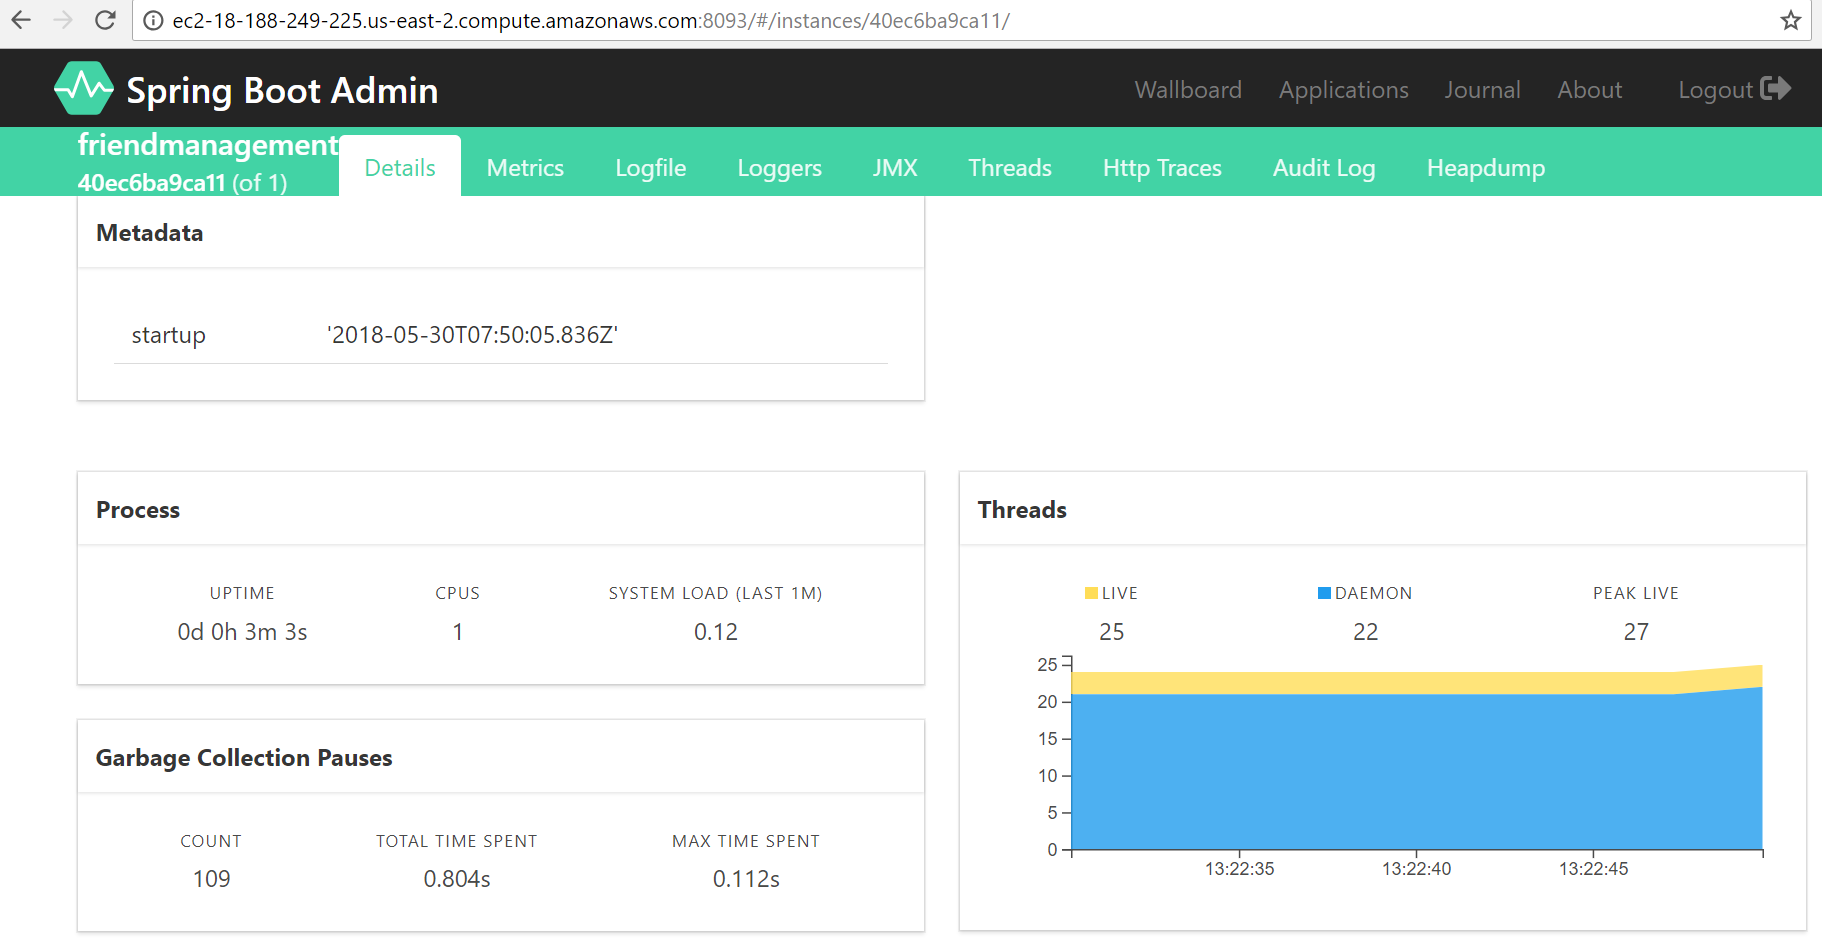 ec2-18-188-249-225.us-east-2.compute.amazonaws.com:8093/#/instances/40ec6ba9ca11/
Spring Boot Admin
Wallboard
Applications
Journal
About
Logout
friendmanagement
40ec6ba9ca11 (of 1)
Details
Metrics
Logfile
Loggers
JMX
Threads
Http Traces
Audit Log
Heapdump
Metadata
startup '2018-05-30T07:50:05.836Z'
Process
UPTIME CPUS SYSTEM LOAD (LAST 1M)
0d 0h 3m 3s 1 0.12
Garbage Collection Pauses
COUNT TOTAL TIME SPENT MAX TIME SPENT
109 0.804s 0.112s
Threads
LIVE DAEMON PEAK LIVE
25 22 27
25
20
15
10
5
0
13:22:35 13:22:40 13:22:45